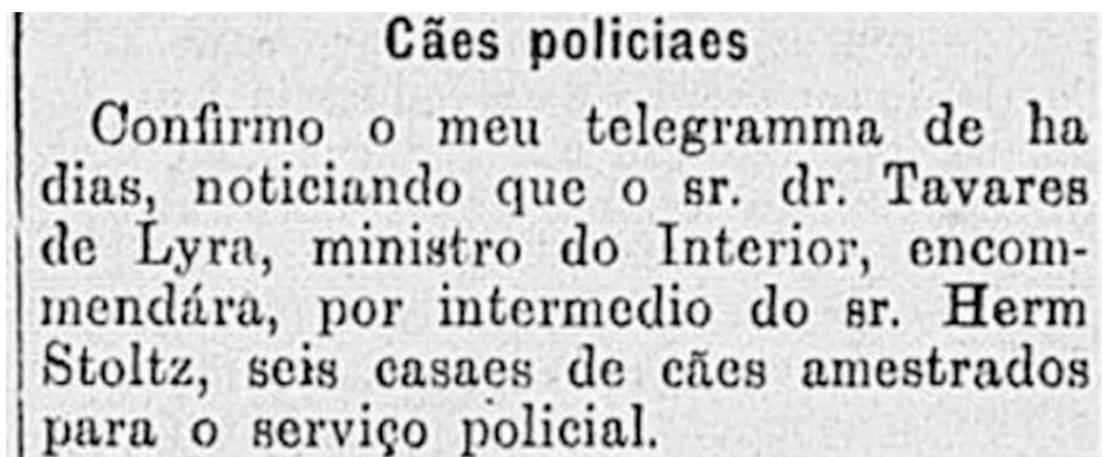 Cães policiaes
Confirmo o meu telegramma de ha
dias, noticiando que o sr. dr. Tavares
de Lyra, ministro do Interior, encom-
mendára, por intermedio do sr. Herm
Stoltz, seis casaes de cães amestrados
para o serviço policial.